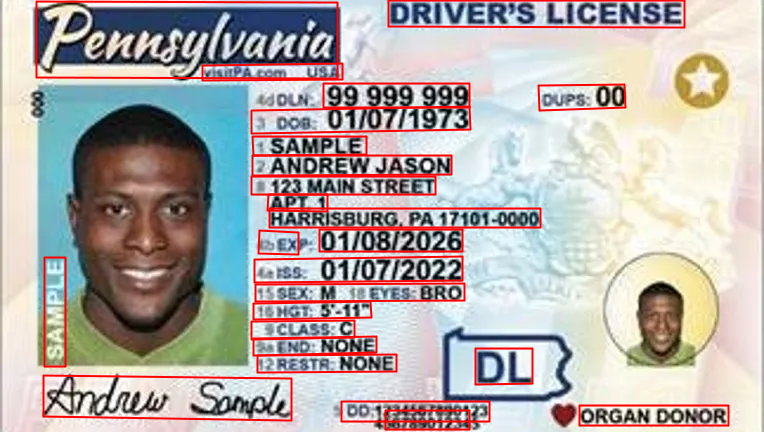 Pennsylvania
DRIVER'S LICENSE
visitPA.com USA
4d DLN: 99 999 999 DUPS: 00
3 DOB: 01/07/1973
1 SAMPLE
2 ANDREW JASON
8 123 MAIN STREET
APT. 1
HARRISBURG, PA 17101-0000
4b EXP: 01/08/2026
4a ISS: 01/07/2022
15 SEX: M 18 EYES: BRO
16 HGT: 5'-11"
9 CLASS: C
9a END: NONE
12 RESTR: NONE
SAMPLE
DL
Andrew Sample
5 DD: 1234567890123
456789012345
ORGAN DONOR